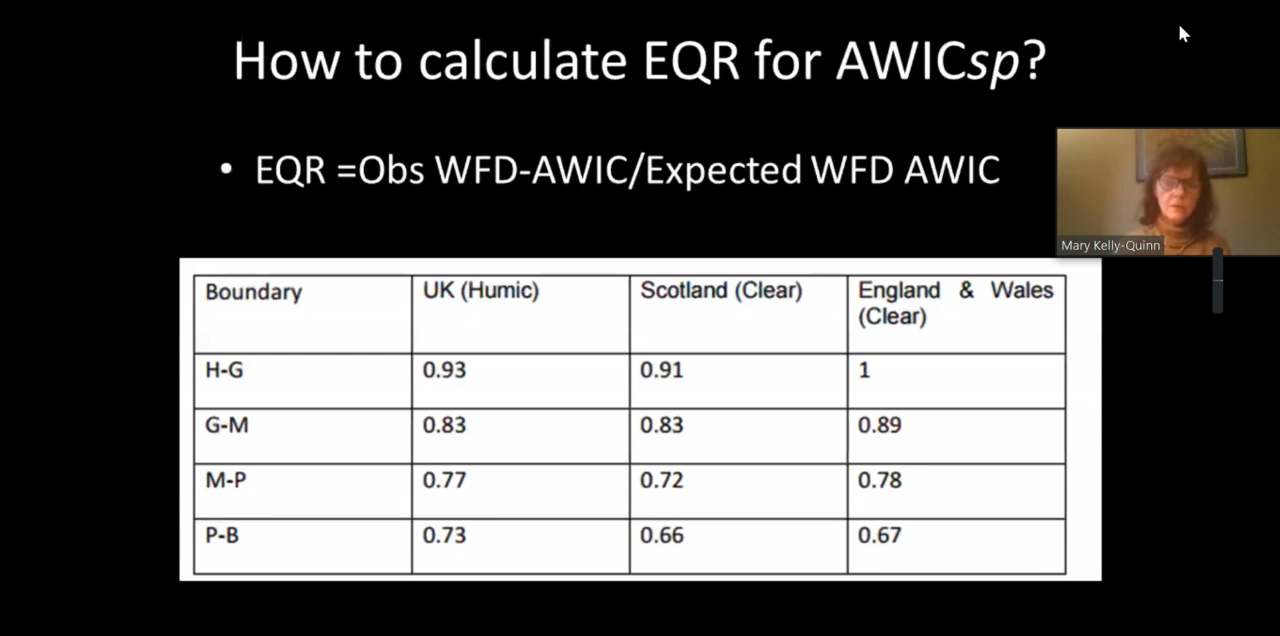 How to calculate EQR for AWICsp?
• EQR =Obs WFD-AWIC/Expected WFD AWIC
Mary Kelly-Quinn
Boundary UK (Humic) Scotland (Clear) England & Wales
(Clear)
H-G 0.93 0.91 1
G-M 0.83 0.83 0.89
M-P 0.77 0.72 0.78
P-B 0.73 0.66 0.67